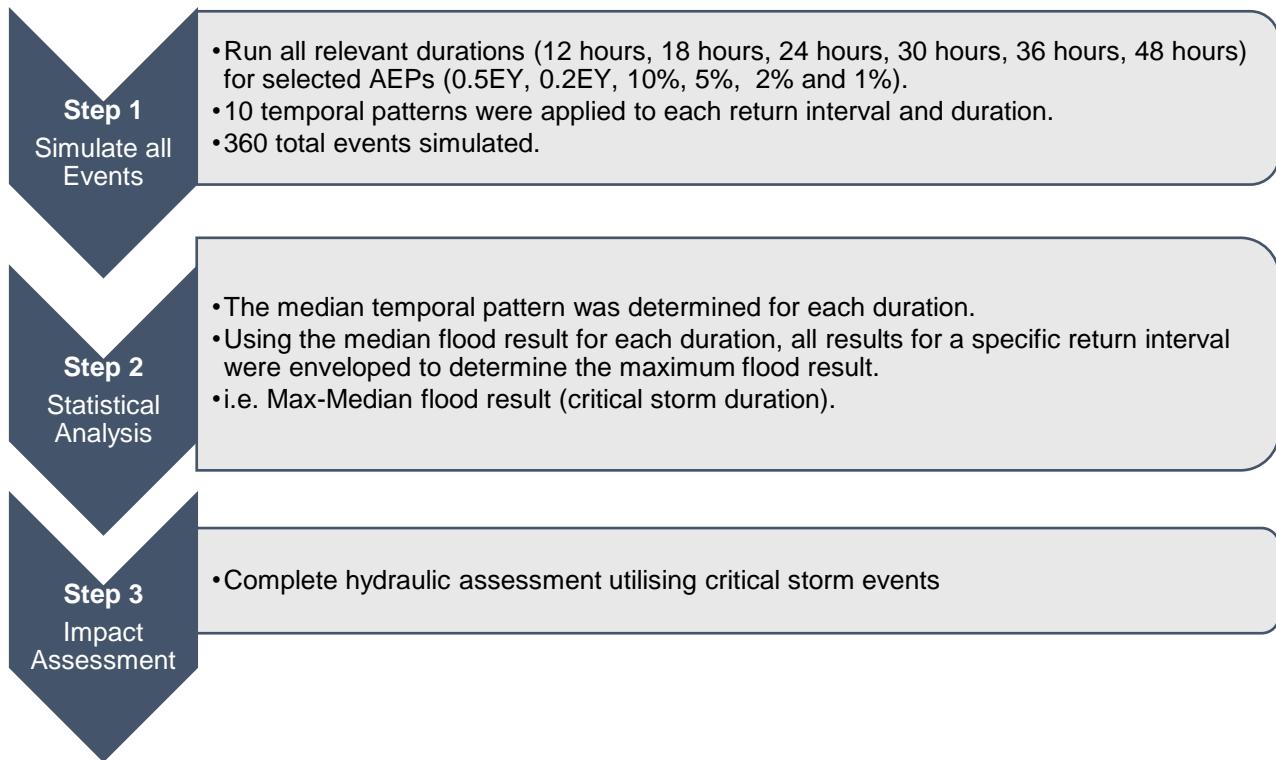 Step 1
Simulate all
Events
•Run all relevant durations (12 hours, 18 hours, 24 hours, 30 hours, 36 hours, 48 hours)
for selected AEPs (0.5EY, 0.2EY, 10%, 5%, 2% and 1%).
•10 temporal patterns were applied to each return interval and duration.
•360 total events simulated.
Step 2
Statistical
Analysis
•The median temporal pattern was determined for each duration.
•Using the median flood result for each duration, all results for a specific return interval
were enveloped to determine the maximum flood result.
•i.e. Max-Median flood result (critical storm duration).
Step 3
Impact
Assessment
•Complete hydraulic assessment utilising critical storm events